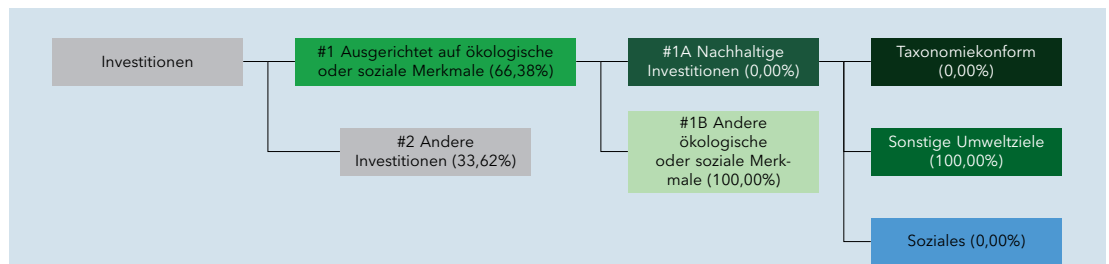 Investitionen
#1 Ausgerichtet auf ökologische
oder soziale Merkmale (66,38%)
#2 Andere
Investitionen (33,62%)
#1A Nachhaltige
Investitionen (0,00%)
#1B Andere
ökologische
oder soziale Merk-
male (100,00%)
Taxonomiekonform
(0,00%)
Sonstige Umweltziele
(100,00%)
Soziales (0,00%)